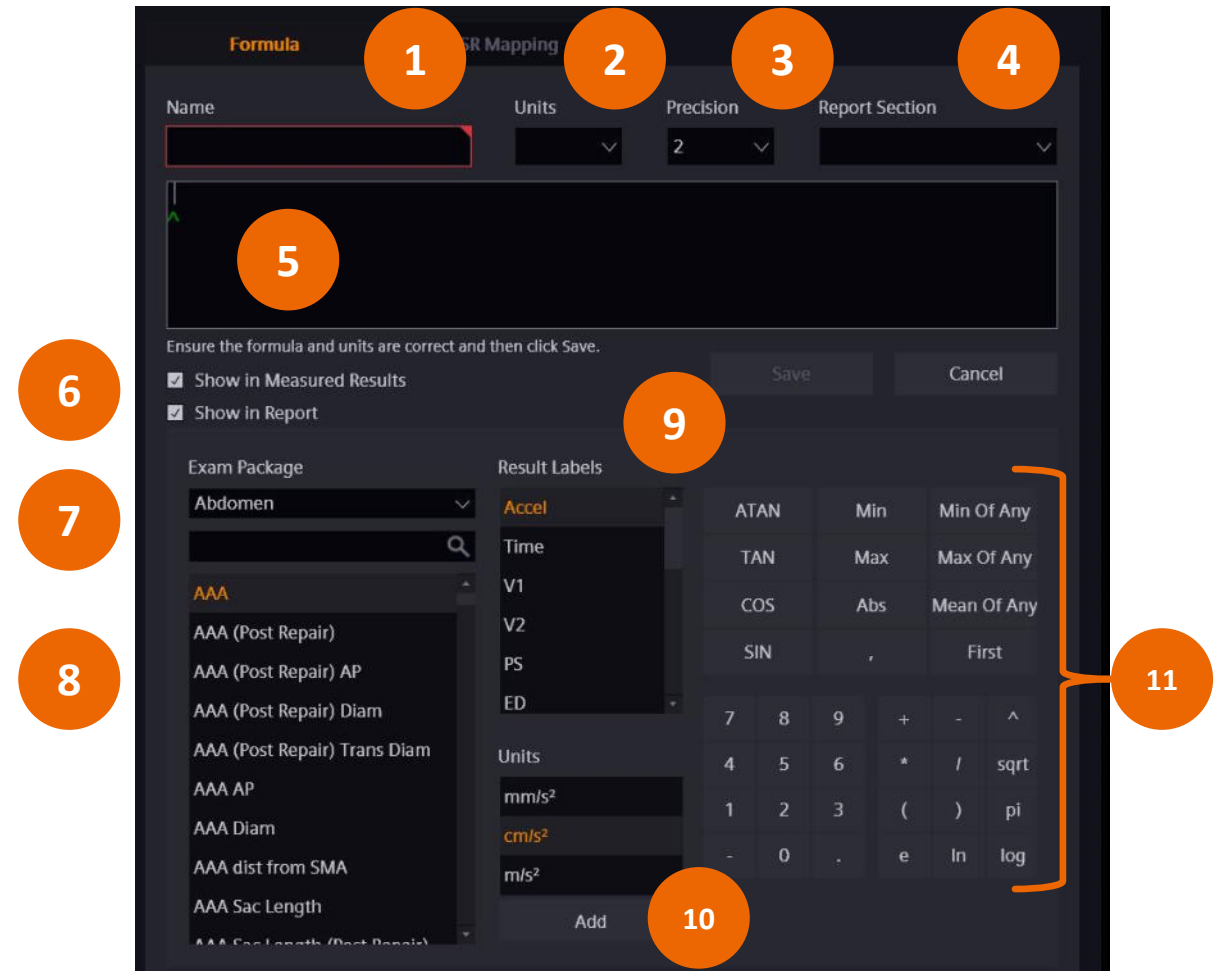 Formula SR Mapping
1 2 3 4
Name Units Precision Report Section
2
^
5
Ensure the formula and units are correct and then click Save.
6
Show in Measured Results
Save Cancel
Show in Report
9
Exam Package
7
Abdomen
8
AAA
AAA (Post Repair)
AAA (Post Repair) AP
AAA (Post Repair) Diam
AAA (Post Repair) Trans Diam
AAA AP
AAA Diam
AAA dist from SMA
AAA Sac Length
AAA Sac Length (Post Repair)
Result Labels
Accel
Time
V1
V2
PS
ED
Units
mm/s²
cm/s²
m/s²
Add
10
ATAN Min Min Of Any
TAN Max Max Of Any
COS Abs Mean Of Any
SIN , First
7 8 9 + - ^
4 5 6 * / sqrt
1 2 3 ( ) pi
- 0 . e ln log
11